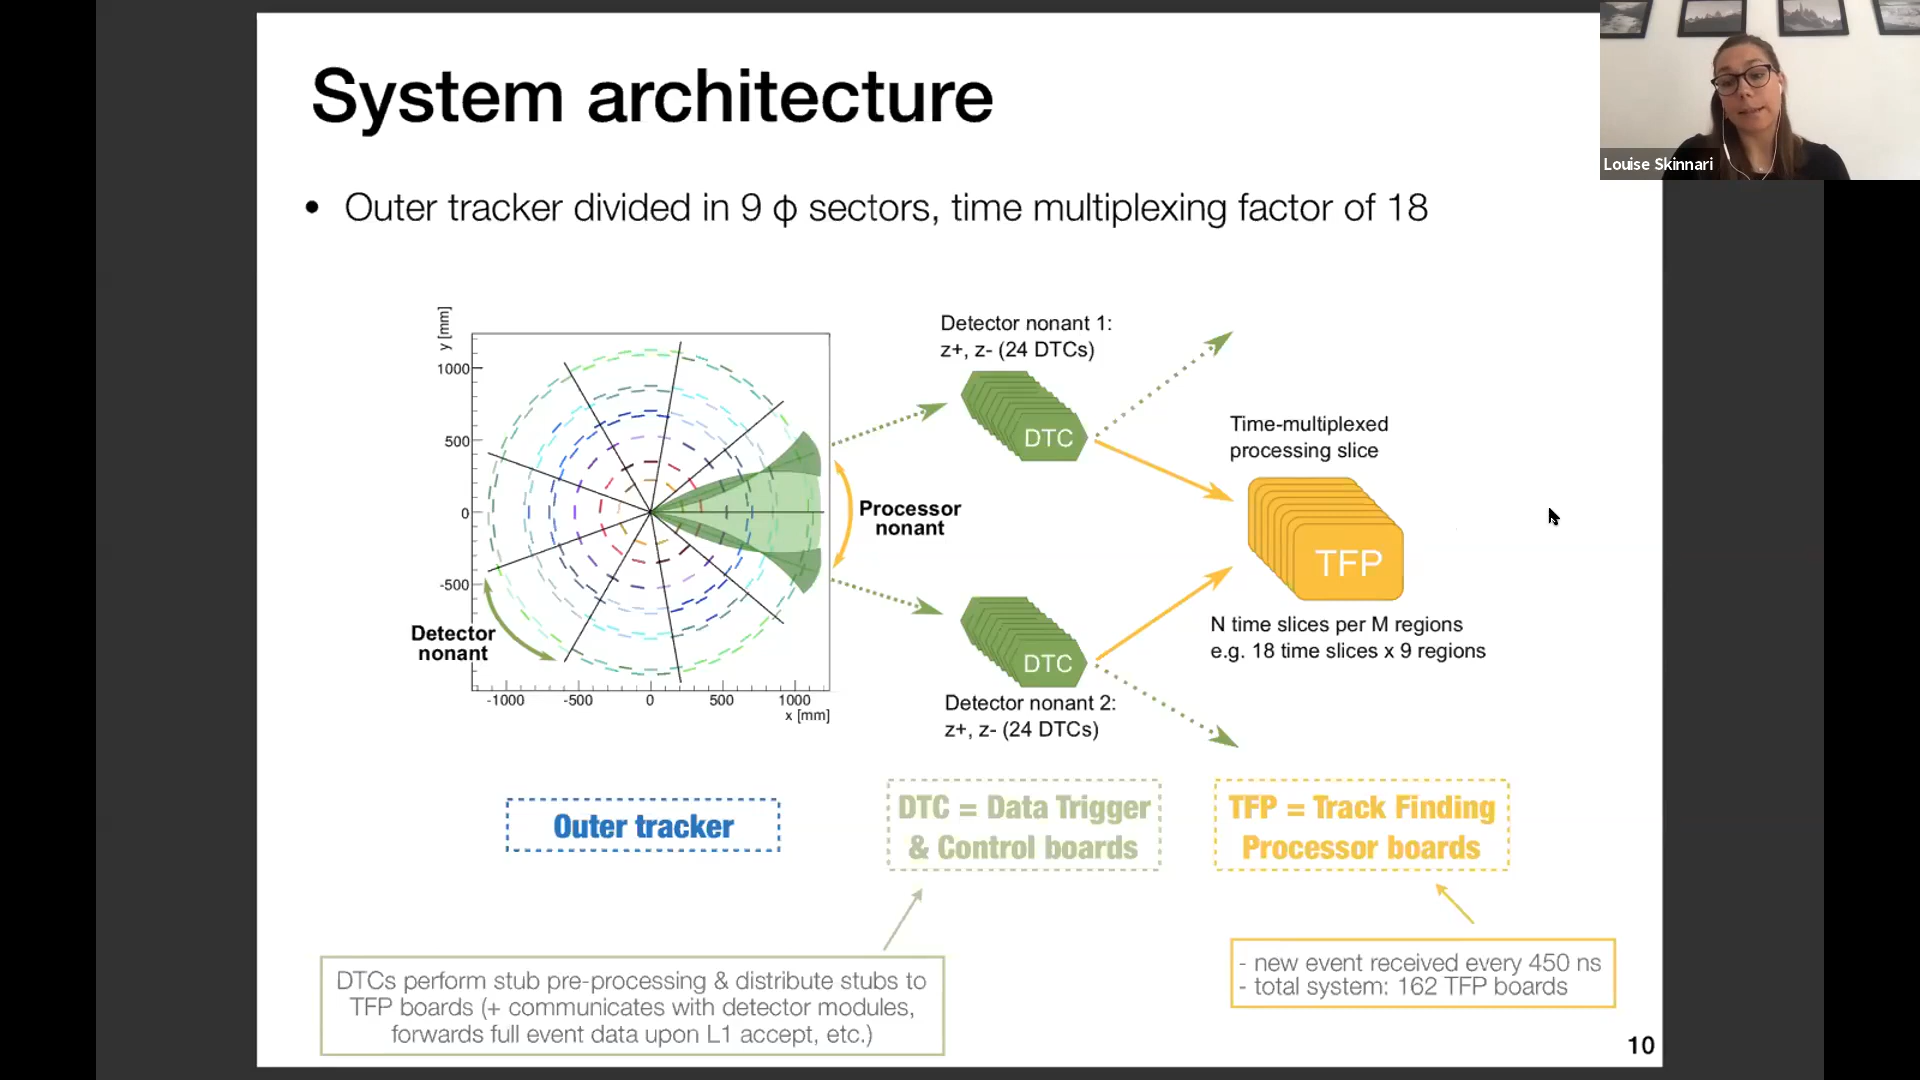 System architecture
Louise Skinnari
• Outer tracker divided in 9 ϕ sectors, time multiplexing factor of 18
y [mm]
1000
500
0
-500
-1000
-500
0
500
1000
x [mm]
Detector
nonant
Processor
nonant
Detector nonant 1:
z+, z- (24 DTCs)
DTC
Time-multiplexed
processing slice
TFP
N time slices per M regions
e.g. 18 time slices x 9 regions
DTC
Detector nonant 2:
z+, z- (24 DTCs)
Outer tracker
DTC = Data Trigger
& Control boards
TFP = Track Finding
Processor boards
DTCs perform stub pre-processing & distribute stubs to
TFP boards (+ communicates with detector modules,
forwards full event data upon L1 accept, etc.)
- new event received every 450 ns
- total system: 162 TFP boards
10